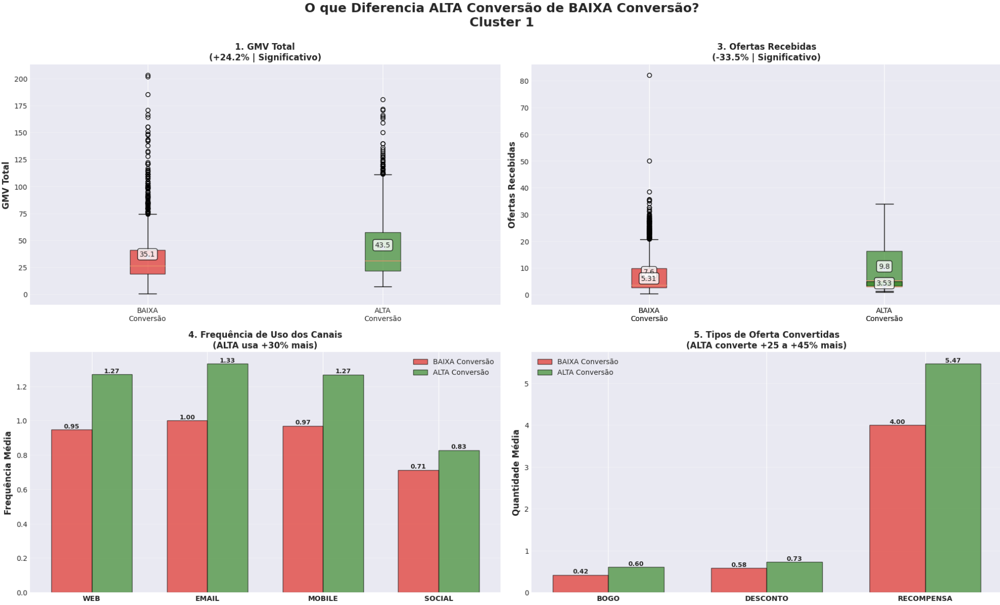 O que Diferencia ALTA Conversão de BAIXA Conversão?
Cluster 1
1. GMV Total
(+24.2% | Significativo)
GMV Total
200
175
150
125
100
75
50
25
0
35.1
43.5
BAIXA
Conversão
ALTA
Conversão
3. Ofertas Recebidas
(-33.5% | Significativo)
Ofertas Recebidas
80
70
60
50
40
30
20
10
0
7.6
5.31
9.8
3.53
BAIXA
Conversão
ALTA
Conversão
4. Frequência de Uso dos Canais
(ALTA usa +30% mais)
Frequência Média
1.2
1.0
0.8
0.6
0.4
0.2
0.0
BAIXA Conversão
ALTA Conversão
0.95
1.27
1.00
1.33
0.97
1.27
0.71
0.83
WEB
EMAIL
MOBILE
SOCIAL
5. Tipos de Oferta Convertidas
(ALTA converte +25 a +45% mais)
Quantidade Média
5
4
3
2
1
0
BAIXA Conversão
ALTA Conversão
0.42
0.60
0.58
0.73
4.00
5.47
BOGO
DESCONTO
RECOMPENSA